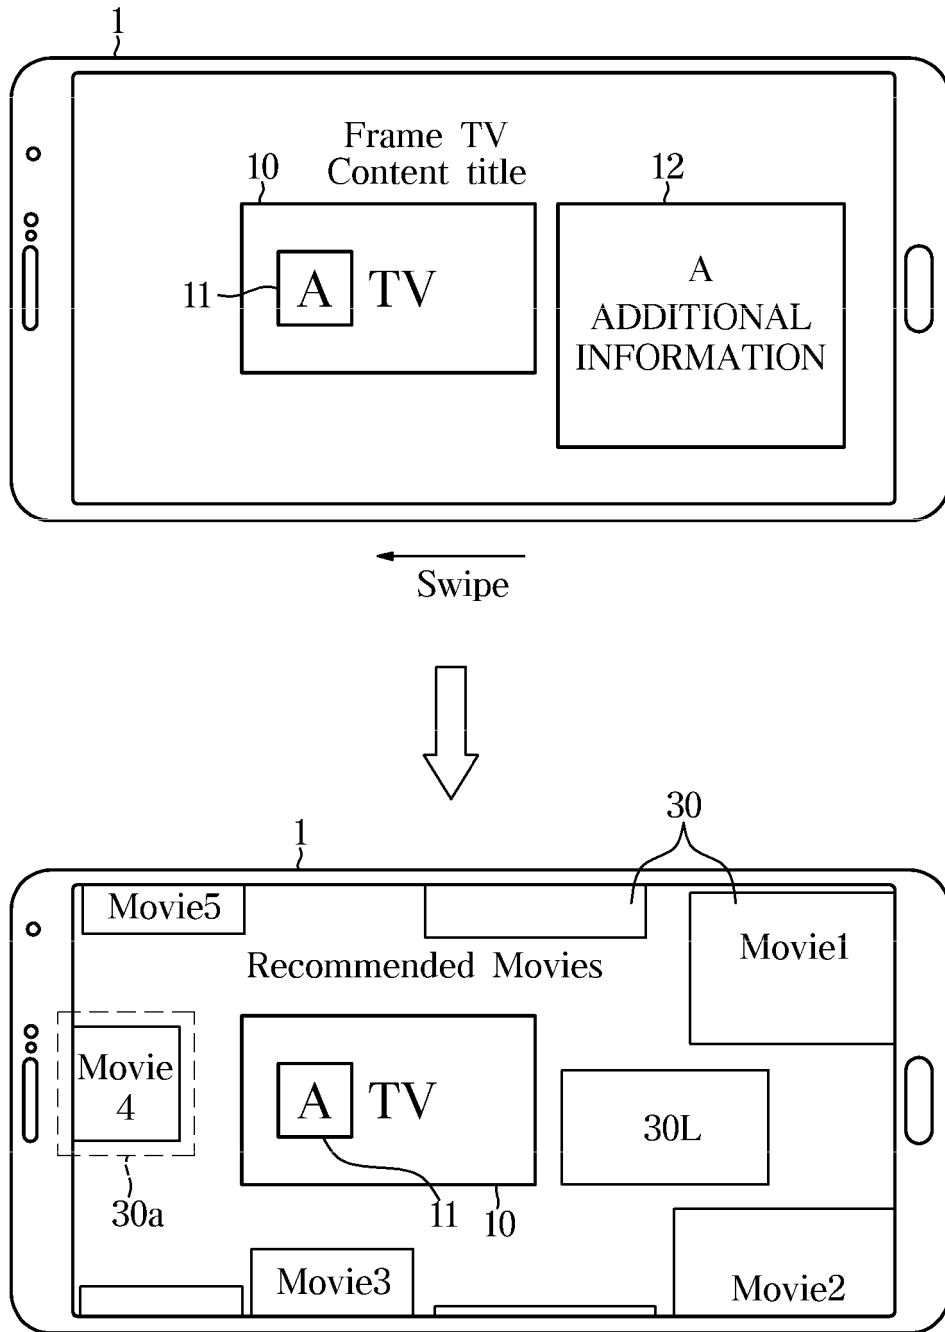 1
Frame TV
Content title
10
12
11
A TV
A
ADDITIONAL
INFORMATION
Swipe
30
1
Movie5
Movie1
Recommended Movies
Movie
4
A TV
30L
30a
11
10
Movie3
Movie2